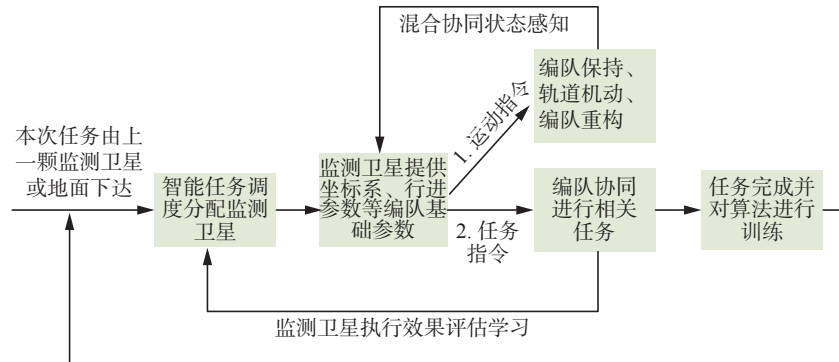 混合协同状态感知
编队保持、
轨道机动、
编队重构
1. 运动指令
本次任务由上
一颗监测卫星
或地面下达
智能任务调
度分配监测
卫星
监测卫星提供
坐标系、行进
参数等编队基
础参数
2. 任务
指令
编队协同
进行相关
任务
任务完成并
对算法进行
训练
监测卫星执行效果评估学习